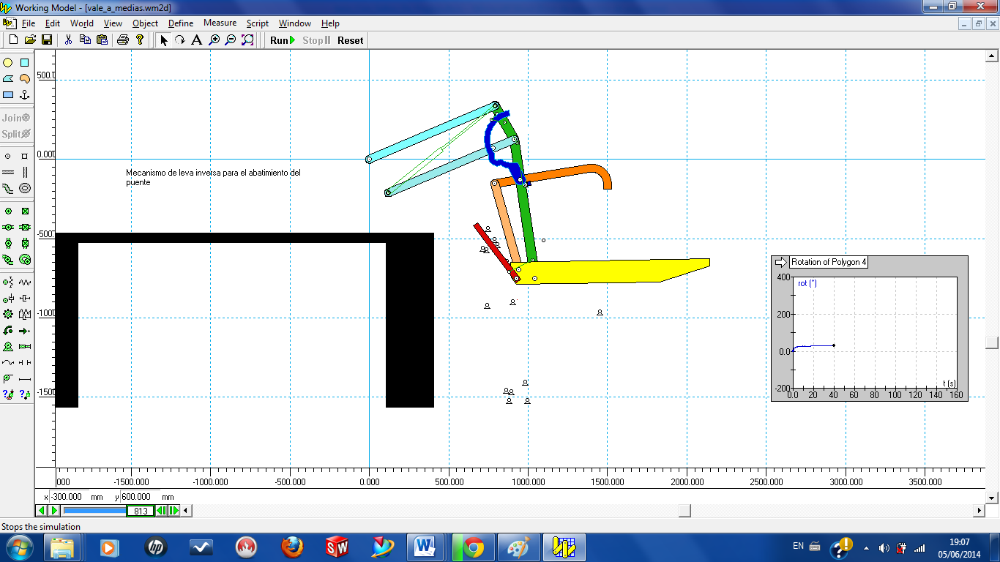 Working Model - [vale_a_medias.wm2d]
File Edit World View Object Define Measure Script Window Help
Run Stop Reset
Join
Split
500.0
0.000
-500.0
-1000
-1500
Mecanismo de leva inversa para el abatimiento del
puente
Rotation of Polygon 4
400
rot (°)
200
0.0
-200
t (s)
0.0 20 40 60 80 100 120 140 160
000 -1500.000 -1000.000 -500.000 0.000 500.000 1000.000 1500.000 2000.000 2500.000 3000.000 3500.000
x -300.000 mm y 600.000 mm
813
Stops the simulation
EN 19:07
05/06/2014